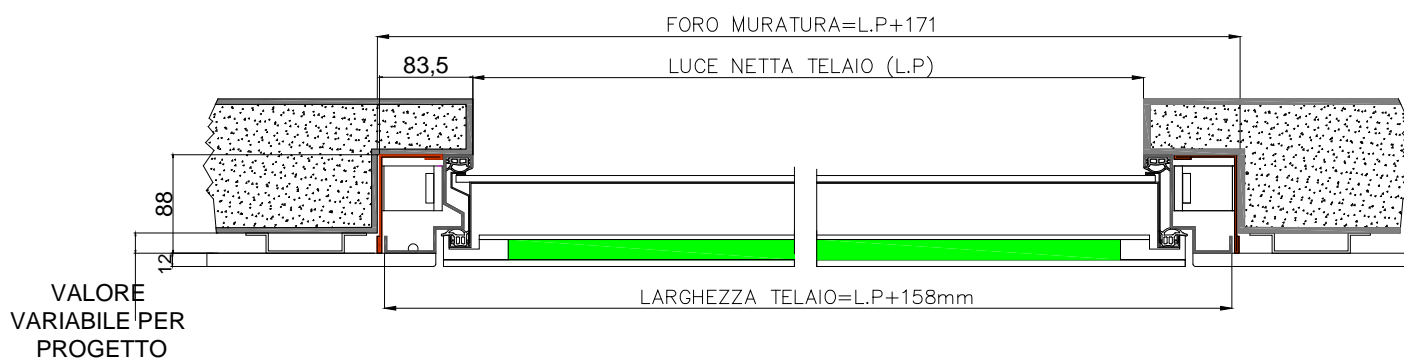 FORO MURATURA=L.P+171
83,5
LUCE NETTA TELAIO (L.P)
88
12
LARGHEZZA TELAIO=L.P+158mm
VALORE
VARIABILE PER
PROGETTO